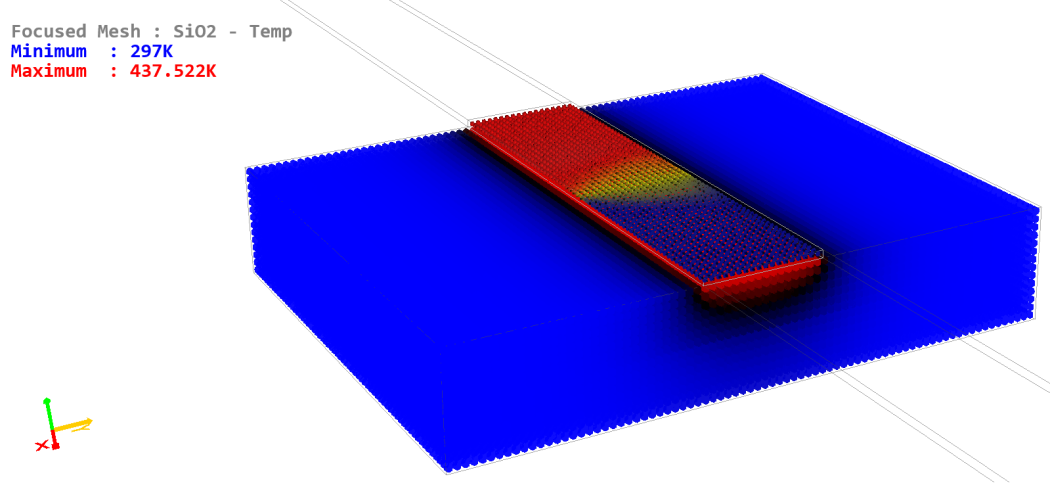 Focused Mesh : SiO2 - Temp
Minimum  : 297K
Maximum  : 437.522K
X